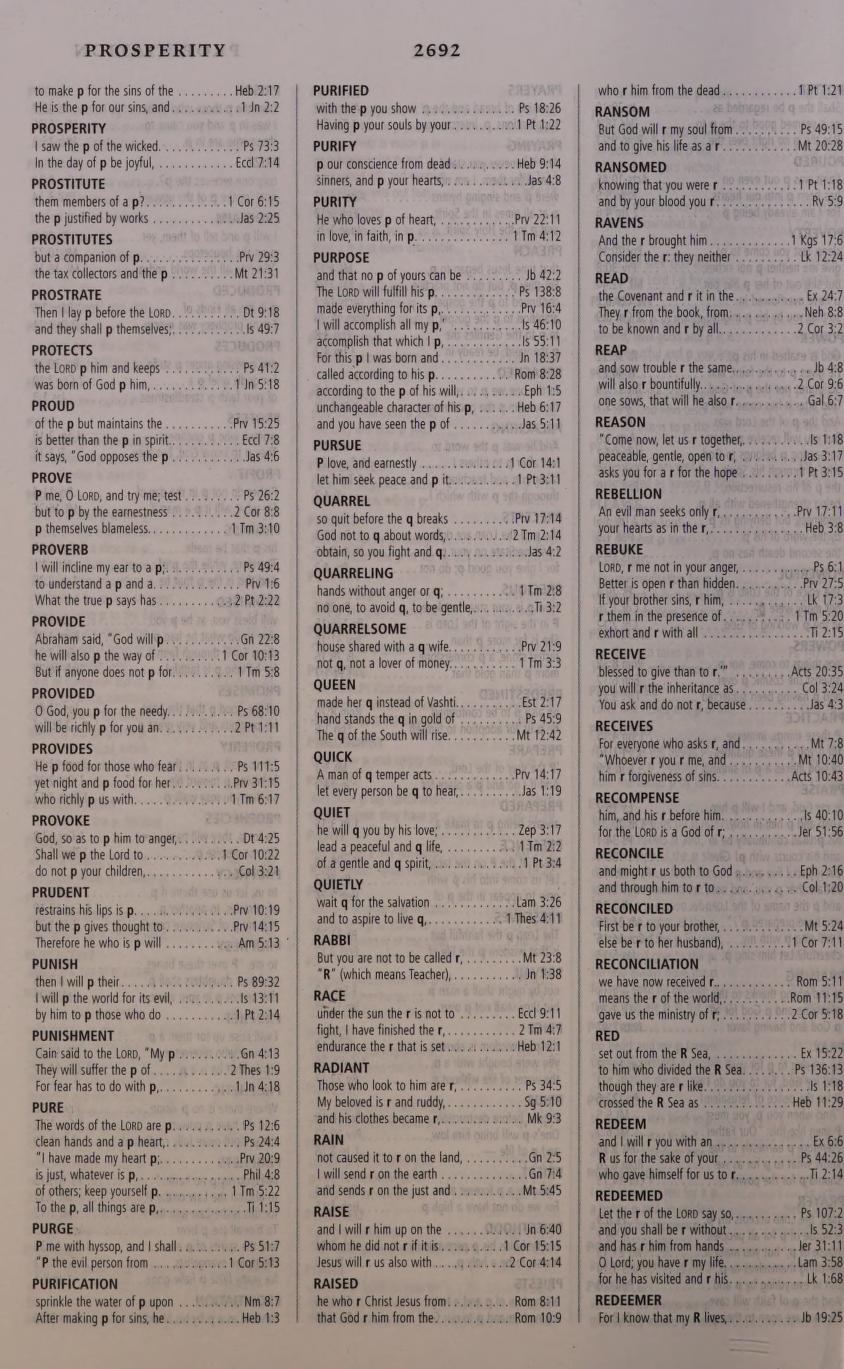 PROSPERITY 2692
to make p for the sins of the . . . . . . . . . Heb 2:17
He is the p for our sins, and . . . . . . . . . . 1 Jn 2:2
PROSPERITY
I saw the p of the wicked. . . . . . . . . . . . Ps 73:3
In the day of p be joyful, . . . . . . . . . . . . Eccl 7:14
PROSTITUTE
them members of a p? . . . . . . . . . . . . 1 Cor 6:15
the p justified by works . . . . . . . . . . . . Jas 2:25
PROSTITUTES
but a companion of p. . . . . . . . . . . . . . Prv 29:3
the tax collectors and the p . . . . . . . . . Mt 21:31
PROSTRATE
Then I lay p before the LORD. . . . . . . . . . Dt 9:18
and they shall p themselves; . . . . . . . . . . Is 49:7
PROTECTS
the LORD p him and keeps . . . . . . . . . . . Ps 41:2
was born of God p him, . . . . . . . . . . . . 1 Jn 5:18
PROUD
of the p but maintains the . . . . . . . . . . Prv 15:25
is better than the p in spirit. . . . . . . . . . Eccl 7:8
it says, “God opposes the p . . . . . . . . . . Jas 4:6
PROVE
P me, O LORD, and try me; test . . . . . . . . Ps 26:2
but to p by the earnestness . . . . . . . . . 2 Cor 8:8
p themselves blameless. . . . . . . . . . . . 1 Tm 3:10
PROVERB
I will incline my ear to a p; . . . . . . . . . . . Ps 49:4
to understand a p and a. . . . . . . . . . . . . Prv 1:6
What the true p says has . . . . . . . . . . 2 Pt 2:22
PROVIDE
Abraham said, “God will p . . . . . . . . . . . Gn 22:8
he will also p the way of . . . . . . . . . 1 Cor 10:13
But if anyone does not p for. . . . . . . . . 1 Tm 5:8
PROVIDED
O God, you p for the needy. . . . . . . . . . Ps 68:10
will be richly p for you an. . . . . . . . . . . 2 Pt 1:11
PROVIDES
He p food for those who fear . . . . . . . . . Ps 111:5
yet night and p food for her . . . . . . . . . Prv 31:15
who richly p us with. . . . . . . . . . . . . . 1 Tm 6:17
PROVOKE
God, so as to p him to anger, . . . . . . . . . . Dt 4:25
Shall we p the Lord to . . . . . . . . . . . 1 Cor 10:22
do not p your children, . . . . . . . . . . . . . Col 3:21
PRUDENT
restrains his lips is p. . . . . . . . . . . . . . Prv 10:19
but the p gives thought to . . . . . . . . . . Prv 14:15
Therefore he who is p will . . . . . . . . . . Am 5:13
PUNISH
then I will p their. . . . . . . . . . . . . . . . Ps 89:32
I will p the world for its evil, . . . . . . . . . Is 13:11
by him to p those who do . . . . . . . . . . 1 Pt 2:14
PUNISHMENT
Cain said to the LORD, “My p . . . . . . . . . Gn 4:13
They will suffer the p of . . . . . . . . . . . 2 Thes 1:9
For fear has to do with p, . . . . . . . . . . . 1 Jn 4:18
PURE
The words of the LORD are p. . . . . . . . . . Ps 12:6
clean hands and a p heart, . . . . . . . . . . . Ps 24:4
“I have made my heart p; . . . . . . . . . . . Prv 20:9
is just, whatever is p, . . . . . . . . . . . . . . Phil 4:8
of others; keep yourself p. . . . . . . . . . . 1 Tm 5:22
To the p, all things are p, . . . . . . . . . . . . . Ti 1:15
PURGE
P me with hyssop, and I shall . . . . . . . . . Ps 51:7
“P the evil person from . . . . . . . . . . . 1 Cor 5:13
PURIFICATION
sprinkle the water of p upon . . . . . . . . . Nm 8:7
After making p for sins, he . . . . . . . . . . . Heb 1:3
PURIFIED
with the p you show . . . . . . . . . . . . . . Ps 18:26
Having p your souls by your . . . . . . . . . 1 Pt 1:22
PURIFY
p our conscience from dead . . . . . . . . . Heb 9:14
sinners, and p your hearts, . . . . . . . . . . . Jas 4:8
PURITY
He who loves p of heart, . . . . . . . . . . . Prv 22:11
in love, in faith, in p. . . . . . . . . . . . . . 1 Tm 4:12
PURPOSE
and that no p of yours can be . . . . . . . . . Jb 42:2
The LORD will fulfill his p. . . . . . . . . . . . Ps 138:8
made everything for its p, . . . . . . . . . . . Prv 16:4
I will accomplish all my p,’ . . . . . . . . . . Is 46:10
accomplish that which I p, . . . . . . . . . . . Is 55:11
For this p I was born and . . . . . . . . . . . Jn 18:37
called according to his p. . . . . . . . . . . Rom 8:28
according to the p of his will, . . . . . . . . . Eph 1:5
unchangeable character of his p, . . . . . . Heb 6:17
and you have seen the p of . . . . . . . . . . Jas 5:11
PURSUE
P love, and earnestly . . . . . . . . . . . . . 1 Cor 14:1
let him seek peace and p it. . . . . . . . . . 1 Pt 3:11
QUARREL
so quit before the q breaks . . . . . . . . . Prv 17:14
God not to q about words, . . . . . . . . . . 2 Tm 2:14
obtain, so you fight and q. . . . . . . . . . . . Jas 4:2
QUARRELING
hands without anger or q; . . . . . . . . . . 1 Tm 2:8
no one, to avoid q, to be gentle, . . . . . . . . . Ti 3:2
QUARRELSOME
house shared with a q wife. . . . . . . . . . Prv 21:9
not q, not a lover of money. . . . . . . . . . . 1 Tm 3:3
QUEEN
made her q instead of Vashti. . . . . . . . . . Est 2:17
hand stands the q in gold of . . . . . . . . . . Ps 45:9
The q of the South will rise. . . . . . . . . . Mt 12:42
QUICK
A man of q temper acts . . . . . . . . . . . . Prv 14:17
let every person be q to hear, . . . . . . . . . Jas 1:19
QUIET
he will q you by his love; . . . . . . . . . . . . Zep 3:17
lead a peaceful and q life, . . . . . . . . . . 1 Tm 2:2
of a gentle and q spirit, . . . . . . . . . . . . . 1 Pt 3:4
QUIETLY
wait q for the salvation . . . . . . . . . . . . Lam 3:26
and to aspire to live q, . . . . . . . . . . . 1 Thes 4:11
RABBI
But you are not to be called r, . . . . . . . . . Mt 23:8
“R” (which means Teacher), . . . . . . . . . . Jn 1:38
RACE
under the sun the r is not to . . . . . . . . . Eccl 9:11
fight, I have finished the r, . . . . . . . . . . . 2 Tm 4:7
endurance the r that is set . . . . . . . . . . Heb 12:1
RADIANT
Those who look to him are r, . . . . . . . . . . Ps 34:5
My beloved is r and ruddy, . . . . . . . . . . . Sg 5:10
and his clothes became r, . . . . . . . . . . . . Mk 9:3
RAIN
not caused it to r on the land, . . . . . . . . . . Gn 2:5
I will send r on the earth . . . . . . . . . . . . Gn 7:4
and sends r on the just and . . . . . . . . . . Mt 5:45
RAISE
and I will r him up on the . . . . . . . . . . . Jn 6:40
whom he did not r if it is . . . . . . . . . 1 Cor 15:15
Jesus will r us also with . . . . . . . . . . . 2 Cor 4:14
RAISED
he who r Christ Jesus from . . . . . . . . . Rom 8:11
that God r him from the. . . . . . . . . . . Rom 10:9
who r him from the dead . . . . . . . . . . . 1 Pt 1:21
RANSOM
But God will r my soul from . . . . . . . . . Ps 49:15
and to give his life as a r . . . . . . . . . . . Mt 20:28
RANSOMED
knowing that you were r . . . . . . . . . . . 1 Pt 1:18
and by your blood you r . . . . . . . . . . . . . Rv 5:9
RAVENS
And the r brought him . . . . . . . . . . . . 1 Kgs 17:6
Consider the r: they neither . . . . . . . . . Lk 12:24
READ
the Covenant and r it in the . . . . . . . . . . . Ex 24:7
They r from the book, from . . . . . . . . . . Neh 8:8
to be known and r by all. . . . . . . . . . . . 2 Cor 3:2
REAP
and sow trouble r the same. . . . . . . . . . . . Jb 4:8
will also r bountifully. . . . . . . . . . . . . . 2 Cor 9:6
one sows, that will he also r. . . . . . . . . . . Gal 6:7
REASON
“Come now, let us r together, . . . . . . . . . . Is 1:18
peaceable, gentle, open to r, . . . . . . . . . Jas 3:17
asks you for a r for the hope . . . . . . . . . 1 Pt 3:15
REBELLION
An evil man seeks only r, . . . . . . . . . . . Prv 17:11
your hearts as in the r, . . . . . . . . . . . . . Heb 3:8
REBUKE
LORD, r me not in your anger, . . . . . . . . . . . Ps 6:1
Better is open r than hidden. . . . . . . . . . Prv 27:5
If your brother sins, r him, . . . . . . . . . . . Lk 17:3
r them in the presence of . . . . . . . . . . 1 Tm 5:20
exhort and r with all . . . . . . . . . . . . . . . Ti 2:15
RECEIVE
blessed to give than to r.’” . . . . . . . . . Acts 20:35
you will r the inheritance as . . . . . . . . . . Col 3:24
You ask and do not r, because . . . . . . . . . Jas 4:3
RECEIVES
For everyone who asks r, and . . . . . . . . . . Mt 7:8
“Whoever r you r me, and . . . . . . . . . . Mt 10:40
him r forgiveness of sins. . . . . . . . . . . Acts 10:43
RECOMPENSE
him, and his r before him. . . . . . . . . . . . Is 40:10
for the LORD is a God of r; . . . . . . . . . . Jer 51:56
RECONCILE
and might r us both to God . . . . . . . . . . Eph 2:16
and through him to r to . . . . . . . . . . . . Col 1:20
RECONCILED
First be r to your brother, . . . . . . . . . . . . Mt 5:24
else be r to her husband), . . . . . . . . . . 1 Cor 7:11
RECONCILIATION
we have now received r. . . . . . . . . . . . Rom 5:11
means the r of the world, . . . . . . . . . . Rom 11:15
gave us the ministry of r; . . . . . . . . . . 2 Cor 5:18
RED
set out from the R Sea, . . . . . . . . . . . . . Ex 15:22
to him who divided the R Sea. . . . . . . . Ps 136:13
though they are r like. . . . . . . . . . . . . . . Is 1:18
crossed the R Sea as . . . . . . . . . . . . . . Heb 11:29
REDEEM
and I will r you with an . . . . . . . . . . . . . . Ex 6:6
R us for the sake of your . . . . . . . . . . . . Ps 44:26
who gave himself for us to r . . . . . . . . . . Ti 2:14
REDEEMED
Let the r of the LORD say so, . . . . . . . . . . Ps 107:2
and you shall be r without . . . . . . . . . . . Is 52:3
and has r him from hands . . . . . . . . . . Jer 31:11
O Lord; you have r my life. . . . . . . . . . . Lam 3:58
for he has visited and r his. . . . . . . . . . . . Lk 1:68
REDEEMER
For I know that my R lives, . . . . . . . . . . . Jb 19:25